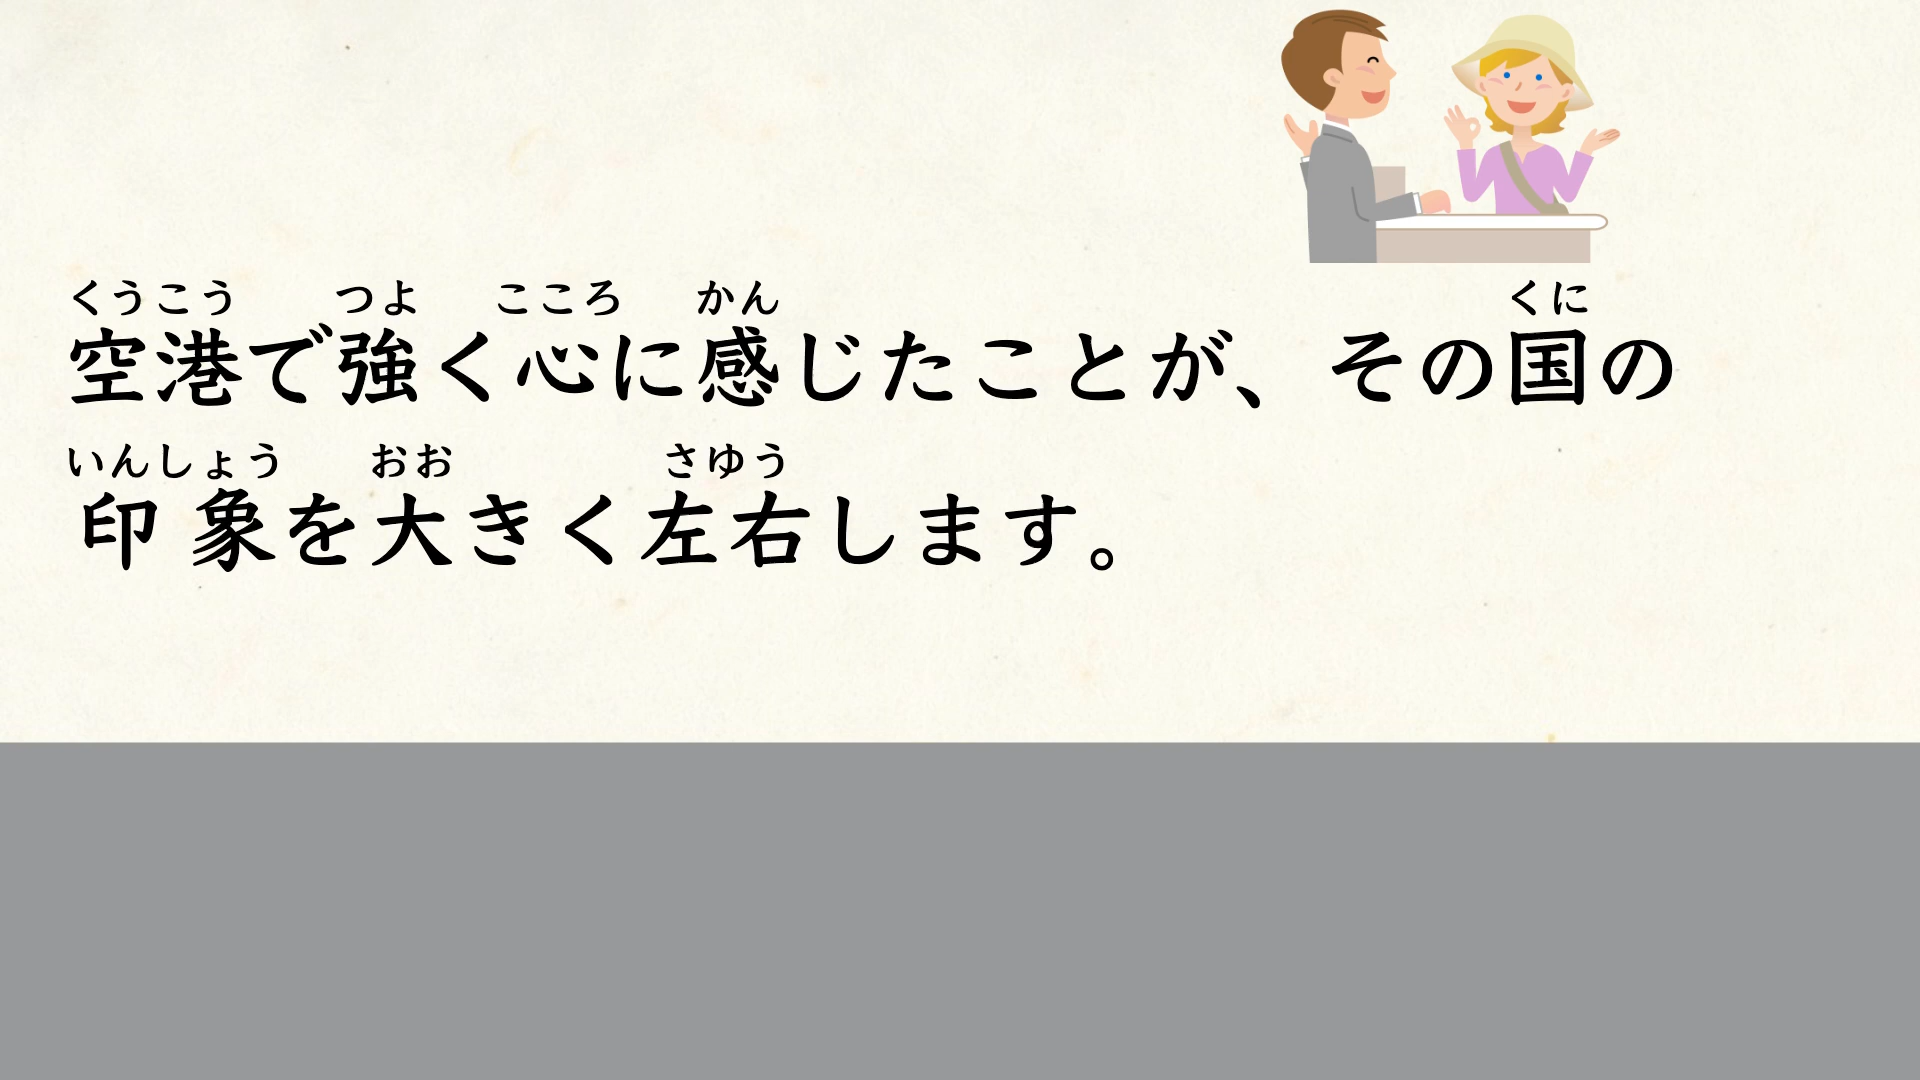 くうこう つよ こころ かん くに
空港で強く心に感じたことが、その国の
いんしょう おお さゆう
印象を大きく左右します。